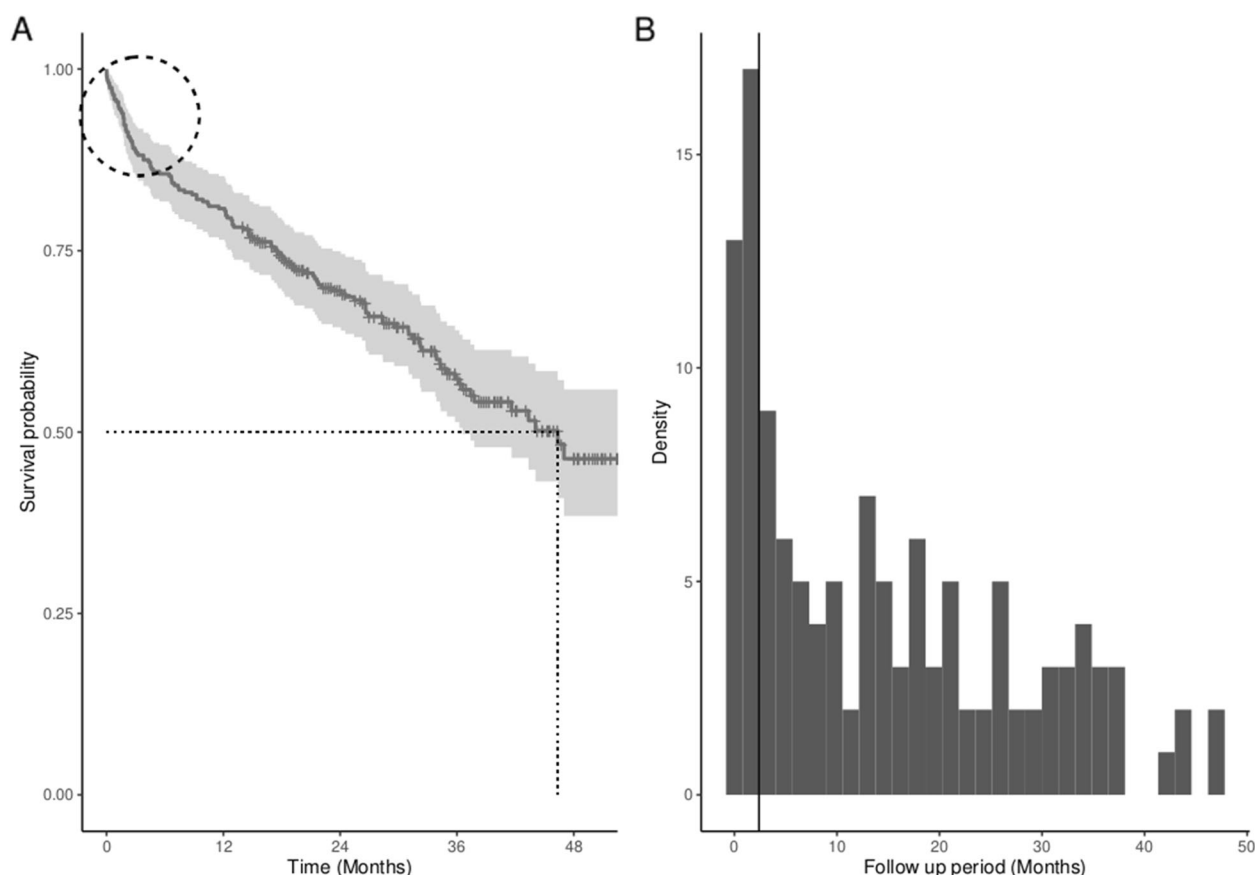 A
1.00
0.75
0.50
0.25
0.00
Survival probability
0 12 24 36 48
Time (Months)
B
15
10
5
0
Density
0 10 20 30 40 50
Follow up period (Months)